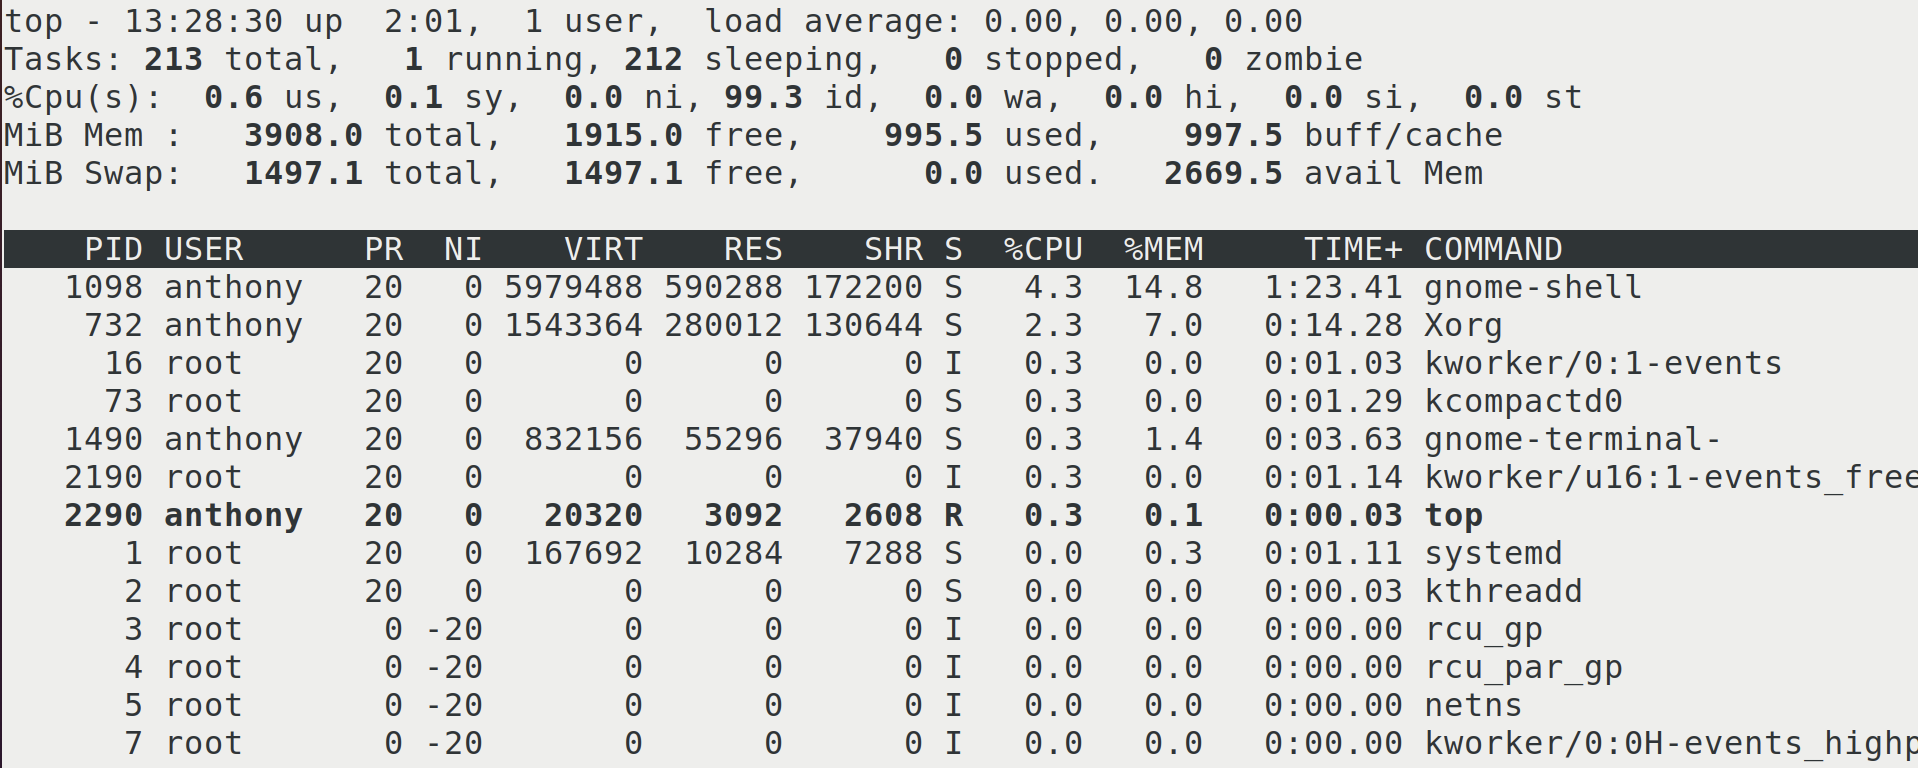 top - 13:28:30 up  2:01,  1 user,  load average: 0.00, 0.00, 0.00
Tasks: 213 total,   1 running, 212 sleeping,   0 stopped,   0 zombie
%Cpu(s):  0.6 us,  0.1 sy,  0.0 ni, 99.3 id,  0.0 wa,  0.0 hi,  0.0 si,  0.0 st
MiB Mem :   3908.0 total,   1915.0 free,    995.5 used,    997.5 buff/cache
MiB Swap:   1497.1 total,   1497.1 free,      0.0 used.   2669.5 avail Mem
    PID USER      PR  NI    VIRT    RES    SHR S  %CPU  %MEM     TIME+ COMMAND
   1098 anthony   20   0 5979488 590288 172200 S   4.3  14.8   1:23.41 gnome-shell
    732 anthony   20   0 1543364 280012 130644 S   2.3   7.0   0:14.28 Xorg
     16 root      20   0       0      0      0 I   0.3   0.0   0:01.03 kworker/0:1-events
     73 root      20   0       0      0      0 S   0.3   0.0   0:01.29 kcompactd0
   1490 anthony   20   0  832156  55296  37940 S   0.3   1.4   0:03.63 gnome-terminal-
   2190 root      20   0       0      0      0 I   0.3   0.0   0:01.14 kworker/u16:1-events_free
   2290 anthony   20   0   20320   3092   2608 R   0.3   0.1   0:00.03 top
      1 root      20   0  167692  10284   7288 S   0.0   0.3   0:01.11 systemd
      2 root      20   0       0      0      0 S   0.0   0.0   0:00.03 kthreadd
      3 root       0 -20       0      0      0 I   0.0   0.0   0:00.00 rcu_gp
      4 root       0 -20       0      0      0 I   0.0   0.0   0:00.00 rcu_par_gp
      5 root       0 -20       0      0      0 I   0.0   0.0   0:00.00 netns
      7 root       0 -20       0      0      0 I   0.0   0.0   0:00.00 kworker/0:0H-events_highp